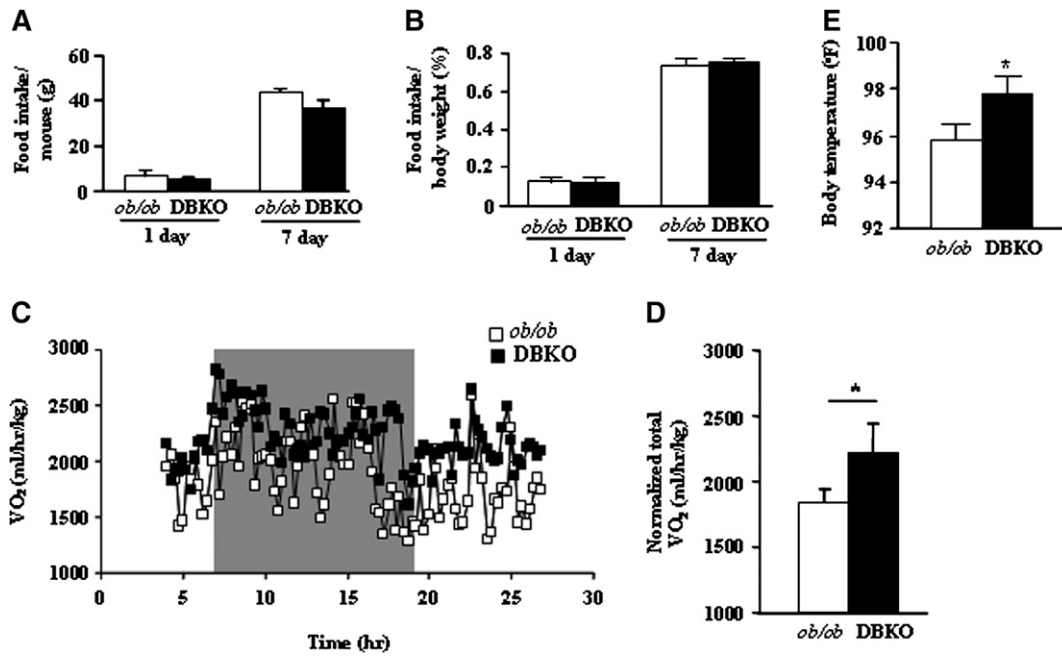 A
Food intake/
mouse (g)
60
40
20
0
ob/ob DBKO ob/ob DBKO
1 day 7 day
B
Food intake/
body weight (%)
0.8
0.6
0.4
0.2
0
ob/ob DBKO ob/ob DBKO
1 day 7 day
E
Body temperature (°F)
100
98
96
94
92
*
ob/ob DBKO
C
ob/ob
DBKO
VO₂ (ml/hr/kg)
3000
2500
2000
1500
1000
0 5 10 15 20 25 30
Time (hr)
D
Normalized total
VO₂ (ml/hr/kg)
3000
2500
2000
1500
1000
*
ob/ob DBKO